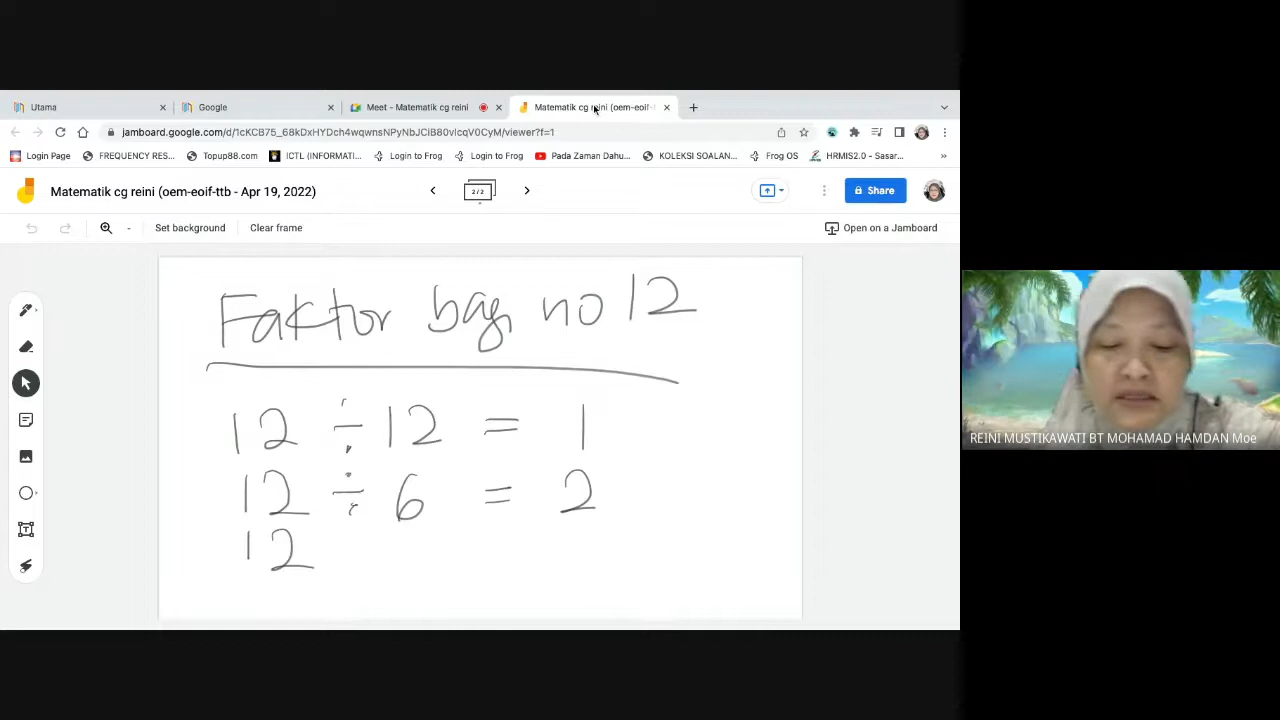 Utama
Google
Meet - Matematik cg reini
Matematik cg reini (oem-eoif-t
jamboard.google.com/d/1cKCB75_68kDxHYDch4wqwnsNPyNbJCiB80vIcqV0CyM/viewer?f=1
Login Page
FREQUENCY RES...
Topup88.com
ICTL (INFORMATI...
Login to Frog
Login to Frog
Pada Zaman Dahu...
KOLEKSI SOALAN...
Frog OS
HRMIS2.0 - Sasar...
»
Matematik cg reini (oem-eoif-ttb - Apr 19, 2022)
2/2
Share
Set background
Clear frame
Open on a Jamboard
Faktor bagi no 12
12 ÷ 12 = 1
12 ÷ 6 = 2
12
REINI MUSTIKAWATI BT MOHAMAD HAMDAN Moe